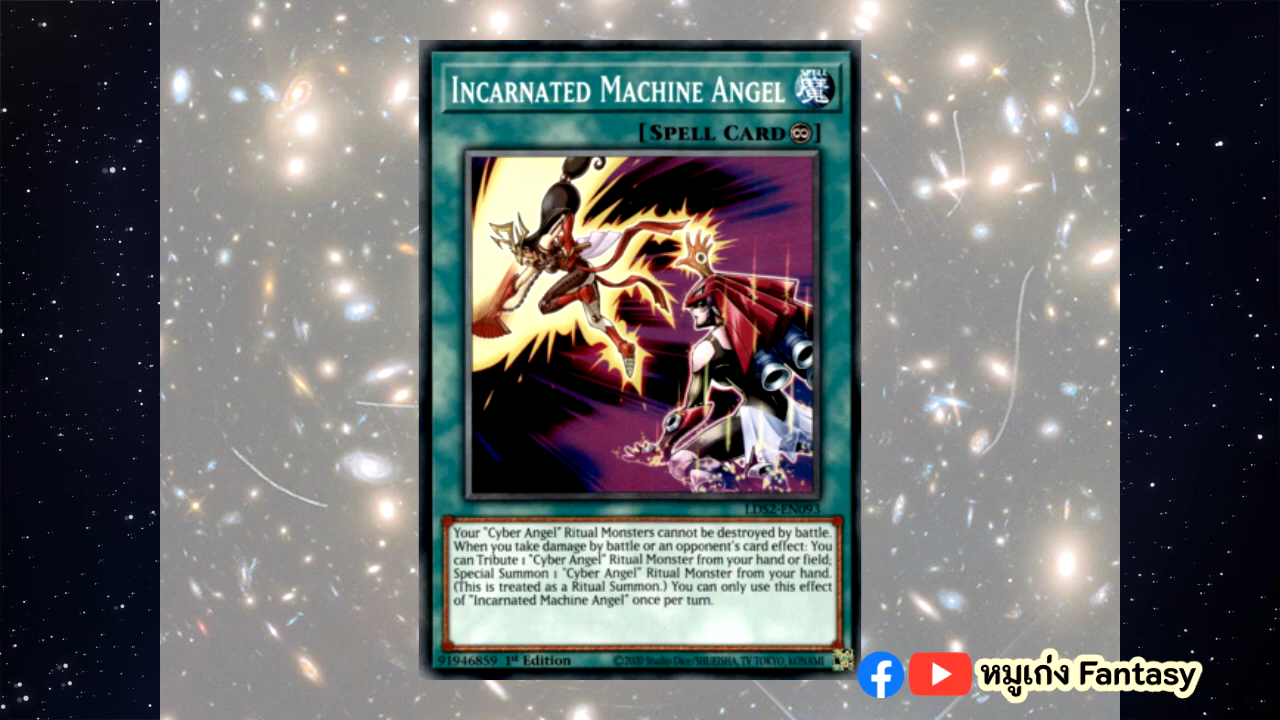 INCARNATED MACHINE ANGEL
SPELL
魔
[SPELL CARD]
LDS2-EN093
Your "Cyber Angel" Ritual Monsters cannot be destroyed by battle.
When you take damage by battle or an opponent's card effect: You
can Tribute 1 "Cyber Angel" Ritual Monster from your hand or field;
Special Summon 1 "Cyber Angel" Ritual Monster from your hand.
(This is treated as a Ritual Summon.) You can only use this effect
of "Incarnated Machine Angel" once per turn.
91946859 1st Edition ©2020 Studio Dice/SHUEISHA, TV TOKYO, KONAMI
หมูเก่ง Fantasy